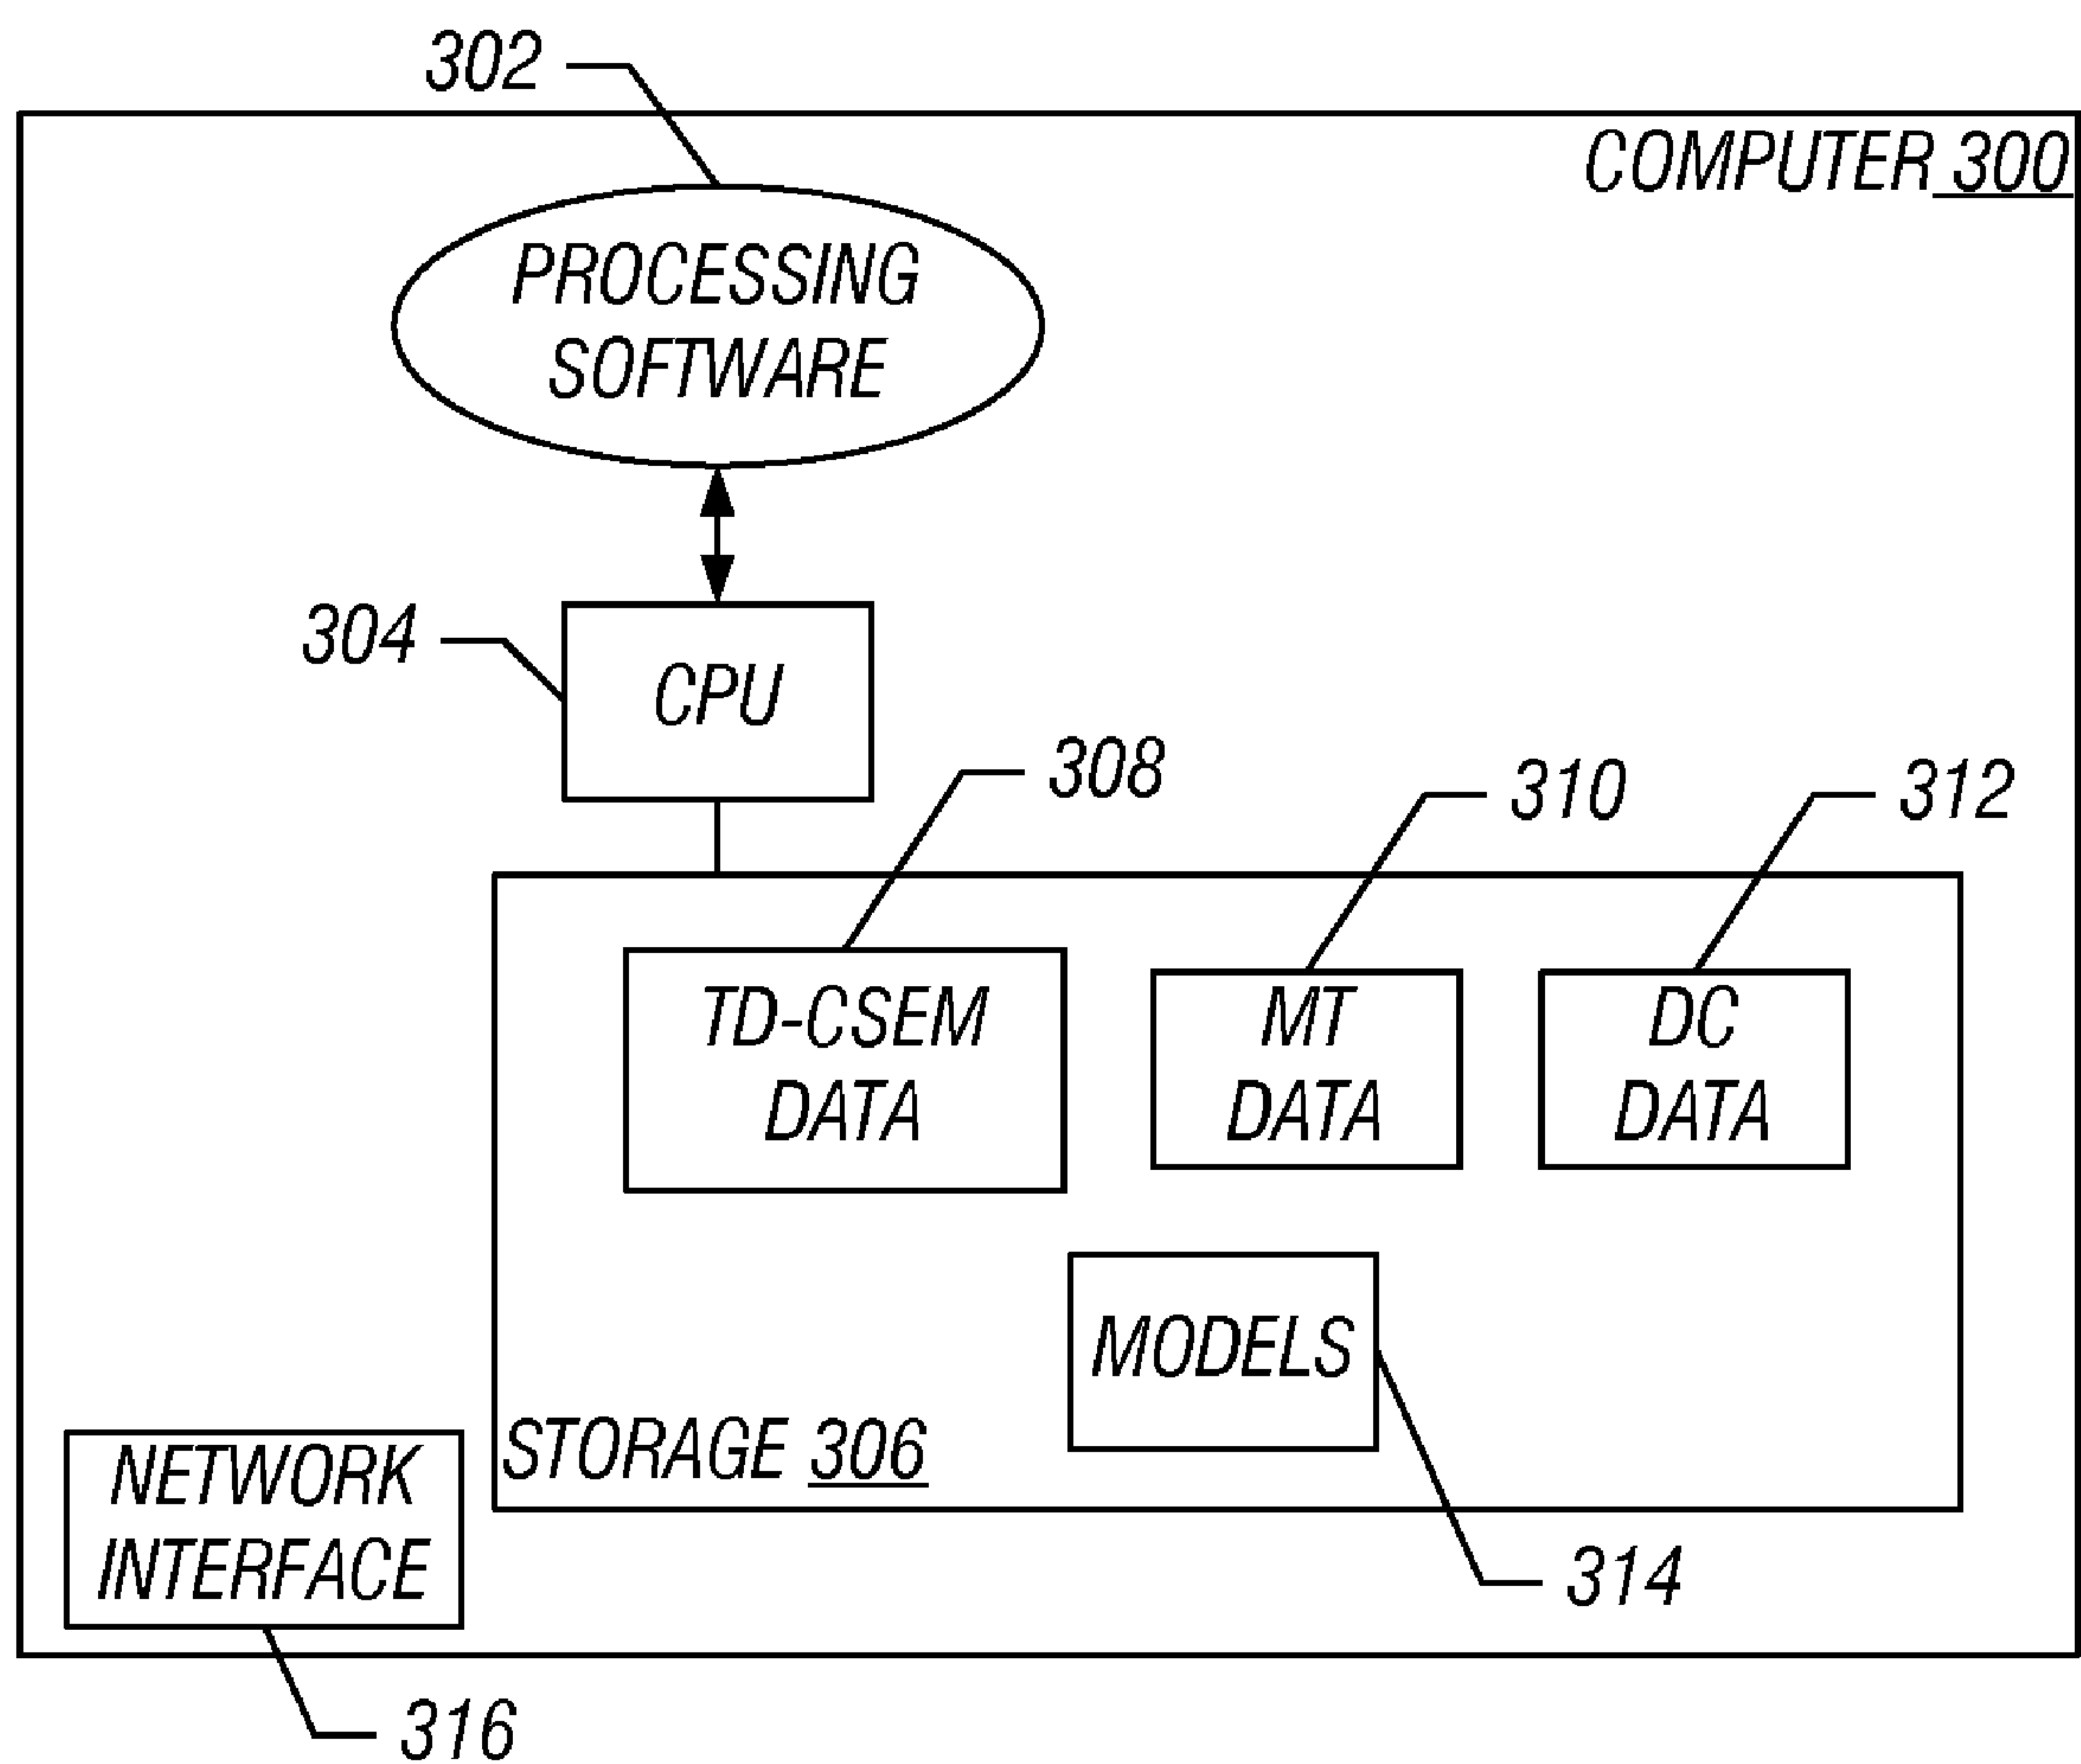 302
COMPUTER 300
PROCESSING
SOFTWARE
304
CPU
308
310
312
TD-CSEM
DATA
MT
DATA
DC
DATA
MODELS
STORAGE 306
NETWORK
INTERFACE
314
316